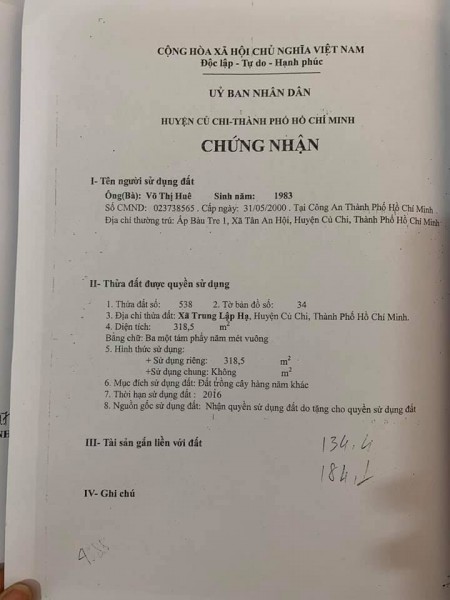 CỘNG HÒA XÃ HỘI CHỦ NGHĨA VIỆT NAM
Độc lập - Tự do - Hạnh phúc
UỶ BAN NHÂN DÂN
HUYỆN CỦ CHI-THÀNH PHỐ HỒ CHÍ MINH
CHỨNG NHẬN
I- Tên người sử dụng đất
Ông(Bà): Võ Thị Huê Sinh năm: 1983
Số CMND: 023738565 . Cấp ngày: 31/05/2000 . Tại Công An Thành Phố Hồ Chí Minh
Địa chỉ thường trú: Ấp Bàu Tre 1, Xã Tân An Hội, Huyện Củ Chi, Thành Phố Hồ Chí Minh
II- Thửa đất được quyền sử dụng
1. Thửa đất số: 538 2. Tờ bản đồ số: 34
3. Địa chỉ thửa đất: Xã Trung Lập Hạ, Huyện Củ Chi, Thành Phố Hồ Chí Minh.
4. Diện tích: 318,5 m²
Bằng chữ: Ba một tám phẩy năm mét vuông
5. Hình thức sử dụng:
+ Sử dụng riêng: 318,5 m²
+Sử dụng chung: Không m²
6. Mục đích sử dụng đất: Đất trồng cây hàng năm khác
7. Thời hạn sử dụng đất : 2016
8. Nguồn gốc sử dụng đất: Nhận quyền sử dụng đất do tặng cho quyền sử dụng đất
III- Tài sản gắn liền với đất
134,4
184,1
IV- Ghi chú